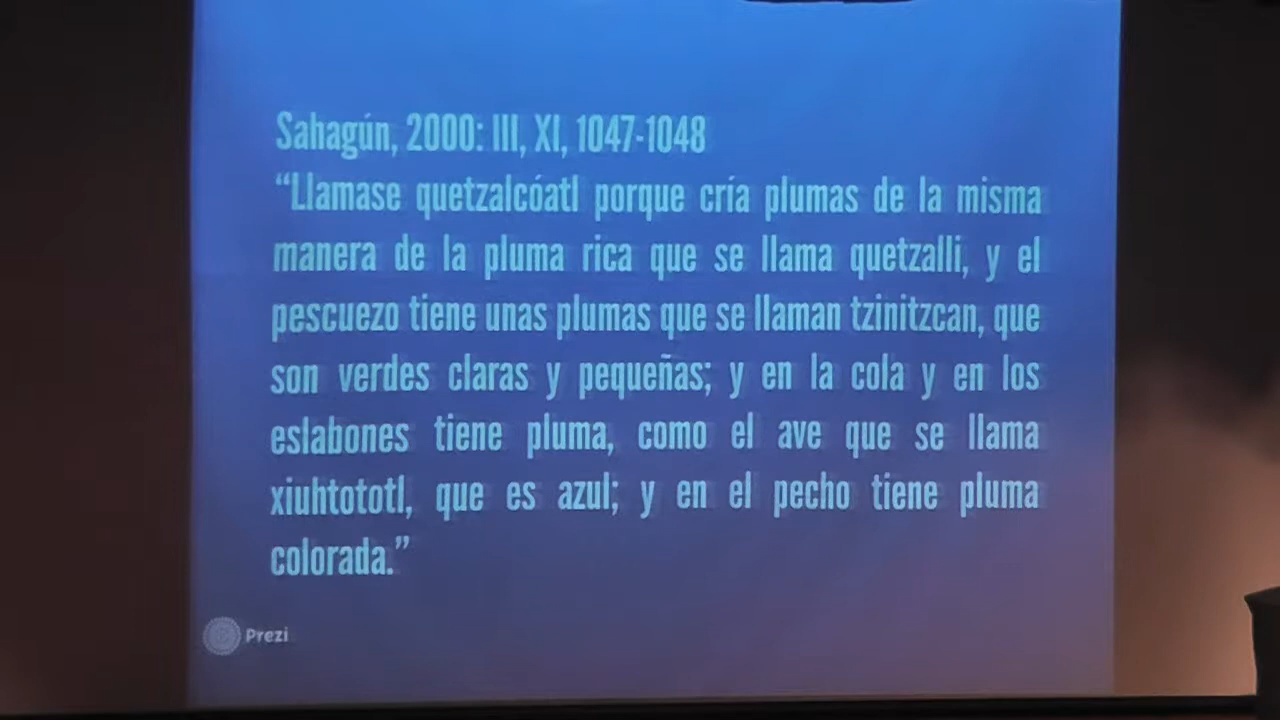 Sahagún, 2000: III, XI, 1047-1048
“Llamase quetzalcóatl porque cría plumas de la misma
manera de la pluma rica que se llama quetzalli, y el
pescuezo tiene unas plumas que se llaman tzinitzcan, que
son verdes claras y pequeñas; y en la cola y en los
eslabones tiene pluma, como el ave que se llama
xiuhtototl, que es azul; y en el pecho tiene pluma
colorada.”
Prezi